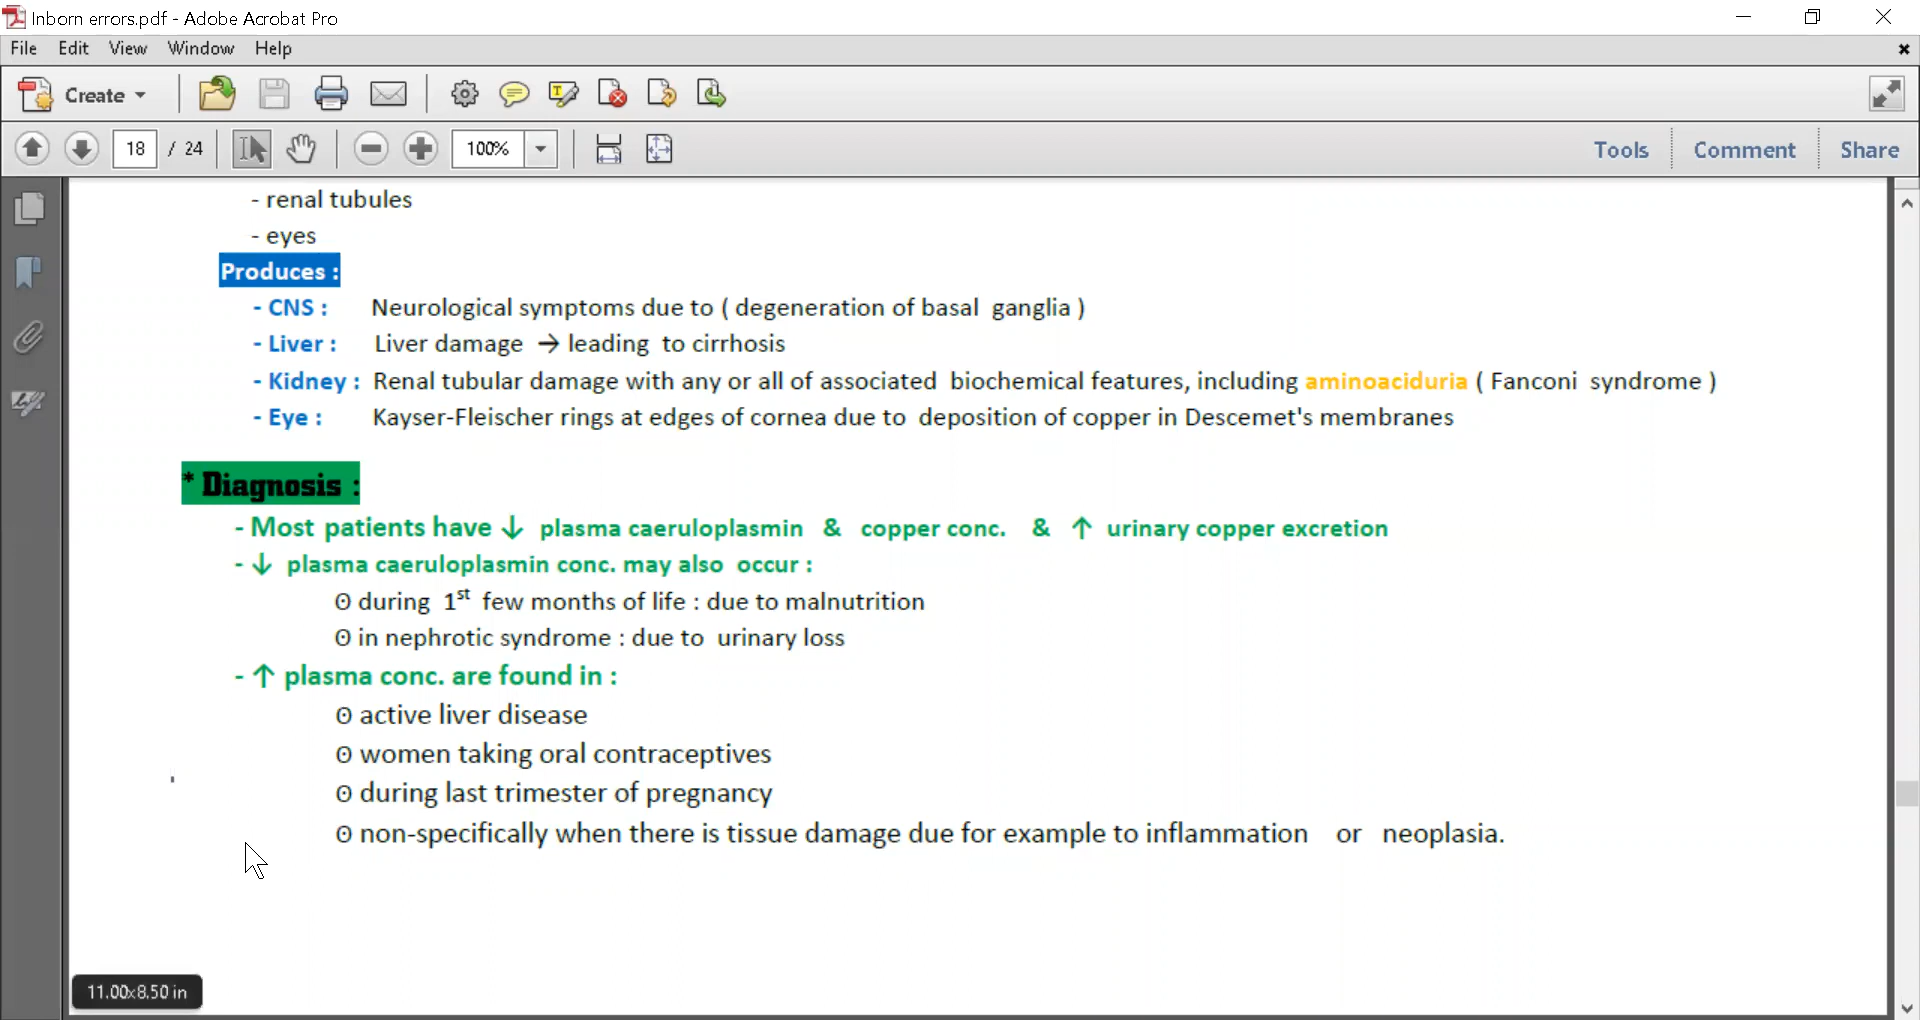 Inborn errors.pdf - Adobe Acrobat Pro
File Edit View Window Help
Create
18 / 24 100% Tools Comment Share
- renal tubules
- eyes
Produces :
- CNS : Neurological symptoms due to ( degeneration of basal ganglia )
- Liver : Liver damage → leading to cirrhosis
- Kidney : Renal tubular damage with any or all of associated biochemical features, including aminoaciduria ( Fanconi syndrome )
- Eye : Kayser-Fleischer rings at edges of cornea due to deposition of copper in Descemet's membranes
* Diagnosis :
- Most patients have ↓ plasma caeruloplasmin & copper conc. & ↑ urinary copper excretion
- ↓ plasma caeruloplasmin conc. may also occur :
ʘ during 1st few months of life : due to malnutrition
ʘ in nephrotic syndrome : due to urinary loss
- ↑ plasma conc. are found in :
ʘ active liver disease
ʘ women taking oral contraceptives
ʘ during last trimester of pregnancy
ʘ non-specifically when there is tissue damage due for example to inflammation or neoplasia.
11.00x8.50 in